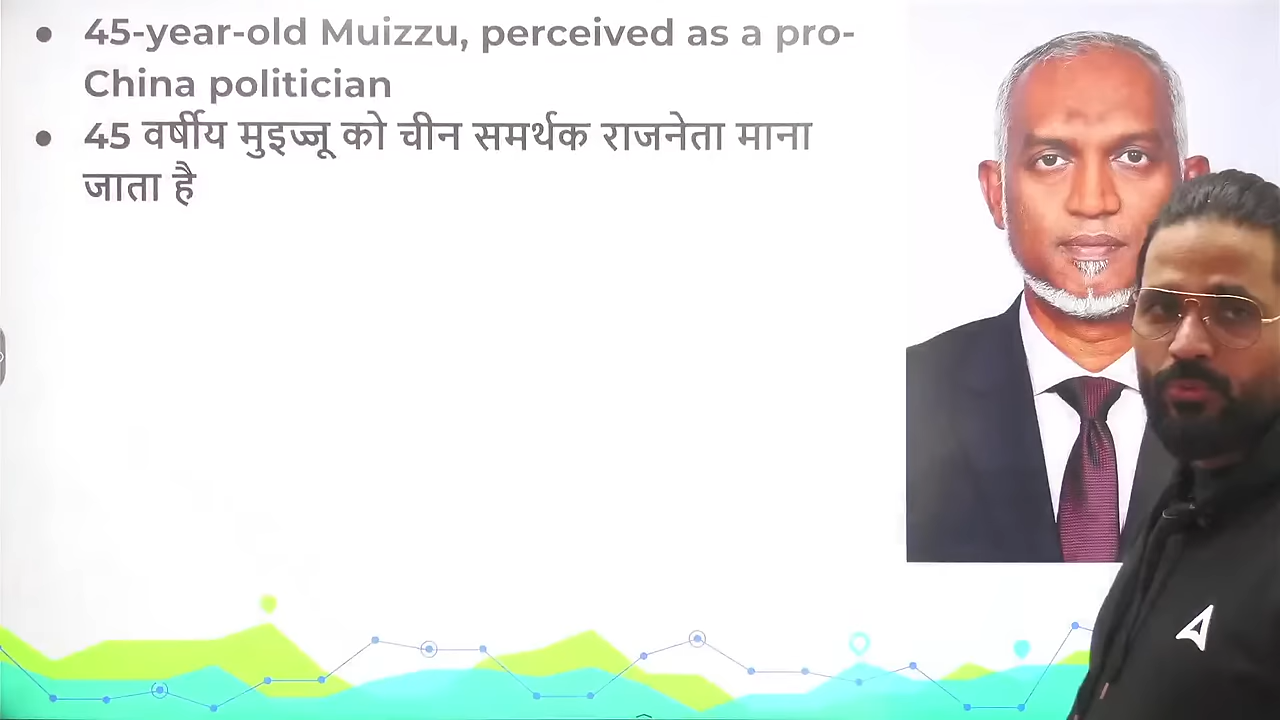 45-year-old Muizzu, perceived as a pro-
China politician
45 वर्षीय मुइज्जू को चीन समर्थक राजनेता माना
जाता है